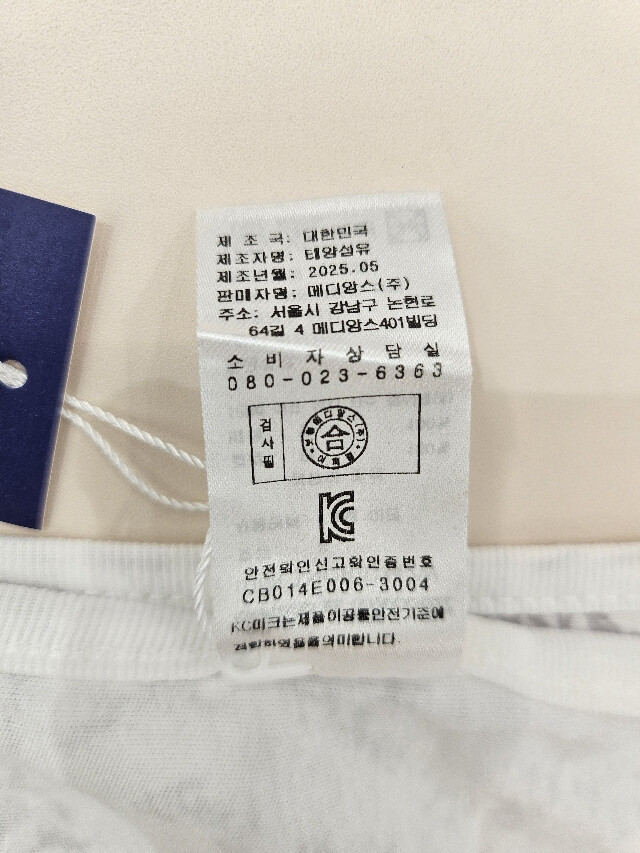 제 조 국: 대한민국
제조자명: 태양섬유
제조년월: 2025.05
판매자명: 메디앙스(주)
주소: 서울시 강남구 논현로
64길 4 메디앙스401빌딩
소 비 자 상 담 실
080-023-6363
검사필
합
KC
안전확인신고확인증번호
CB014E006-3004
KC마크는제품이공통안전기준에
적합하였음을의미합니다.